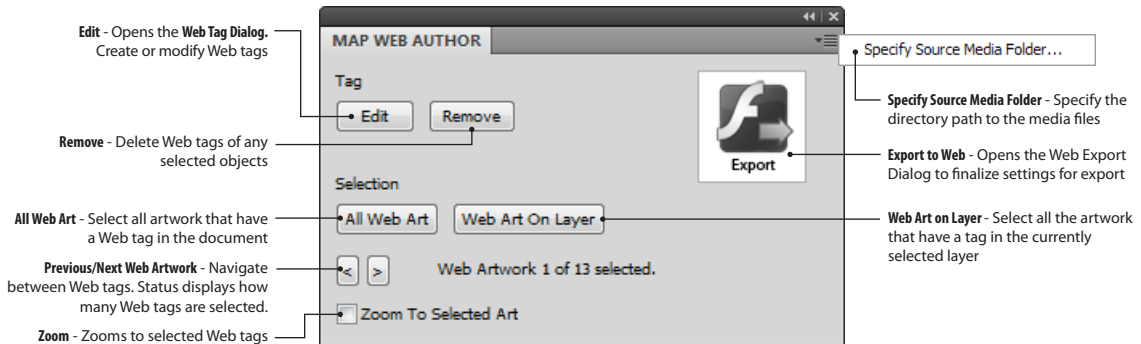 Edit - Opens the Web Tag Dialog.
Create or modify Web tags
Remove - Delete Web tags of any
selected objects
All Web Art - Select all artwork that have
a Web tag in the document
Previous/Next Web Artwork - Navigate
between Web tags. Status displays how
many Web tags are selected.
Zoom - Zooms to selected Web tags
MAP WEB AUTHOR
Tag
Edit
Remove
Export
Selection
All Web Art
Web Art On Layer
<
>
Web Artwork 1 of 13 selected.
Zoom To Selected Art
Specify Source Media Folder...
Specify Source Media Folder - Specify the
directory path to the media files
Export to Web - Opens the Web Export
Dialog to finalize settings for export
Web Art on Layer - Select all the artwork
that have a tag in the currently
selected layer